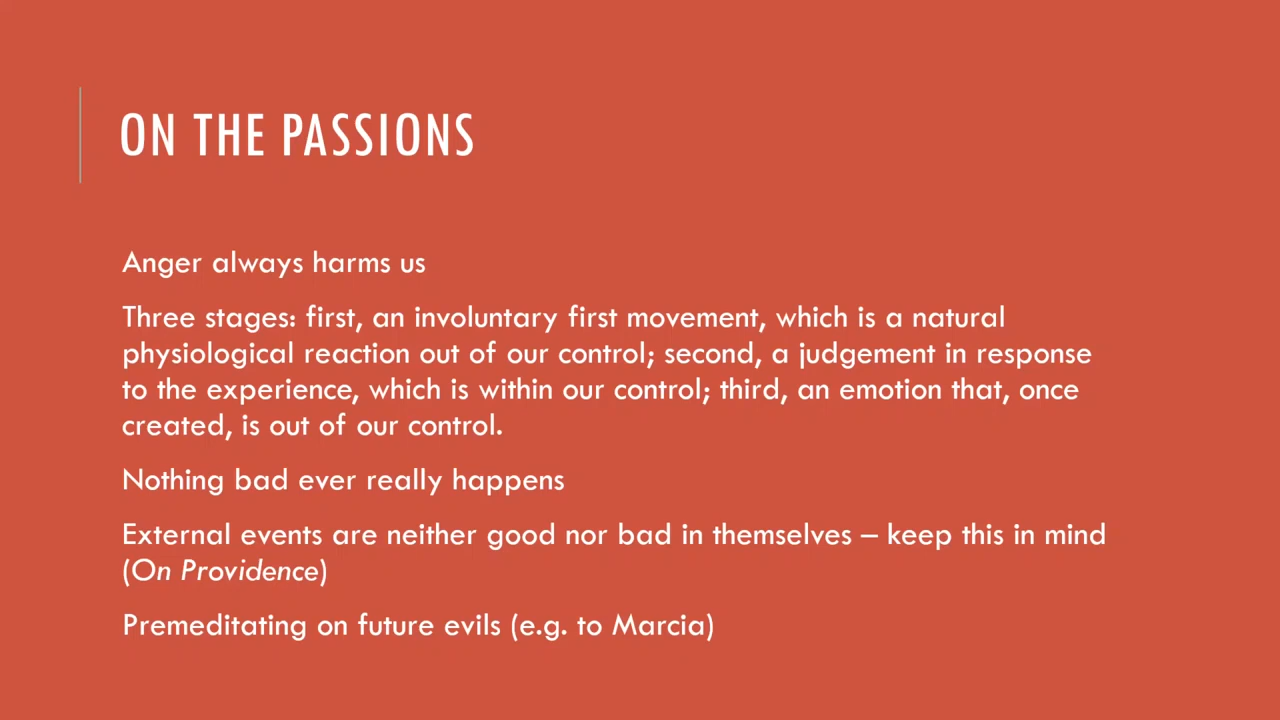 ON THE PASSIONS
Anger always harms us
Three stages: first, an involuntary first movement, which is a natural
physiological reaction out of our control; second, a judgement in response
to the experience, which is within our control; third, an emotion that, once
created, is out of our control.
Nothing bad ever really happens
External events are neither good nor bad in themselves – keep this in mind
(On Providence)
Premeditating on future evils (e.g. to Marcia)